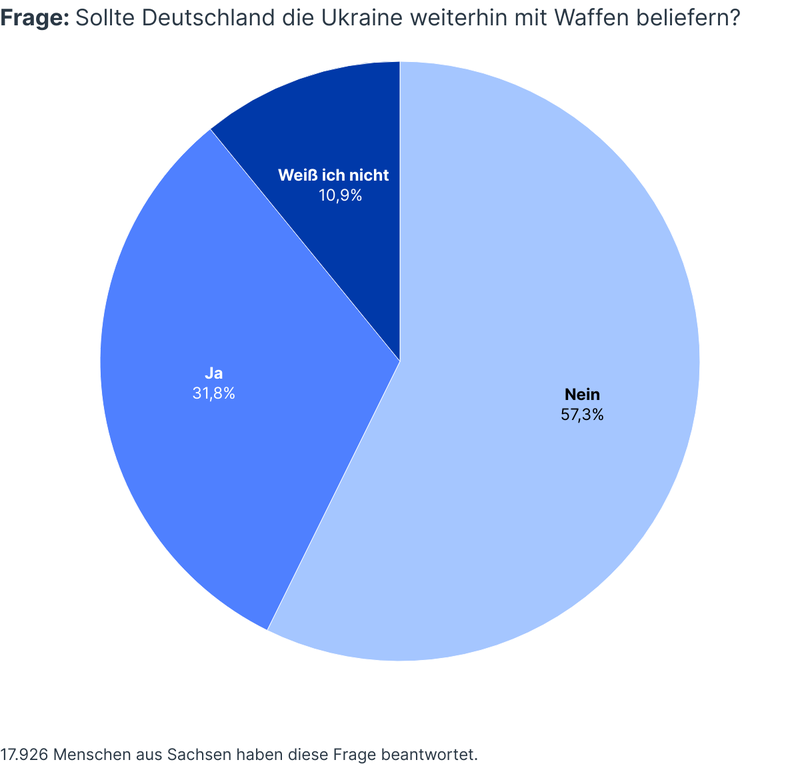 Frage: Sollte Deutschland die Ukraine weiterhin mit Waffen beliefern?
Weiß ich nicht
10,9%
Ja
31,8%
Nein
57,3%
17.926 Menschen aus Sachsen haben diese Frage beantwortet.